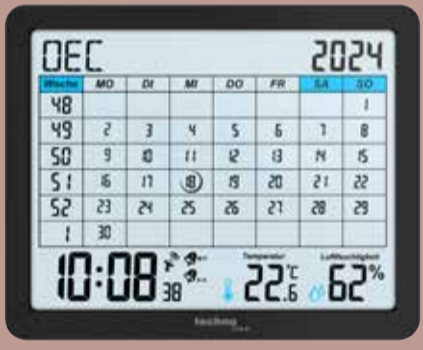 DEC 2024
Woche MO DI MI DO FR SA SO
48 1
49 2 3 4 5 6 7 8
50 9 10 11 12 13 14 15
51 16 17 18 19 20 21 22
52 23 24 25 26 27 28 29
1 30
Temperatur Luftfeuchtigkeit
10:08 38 22.6 °C 62%
techno